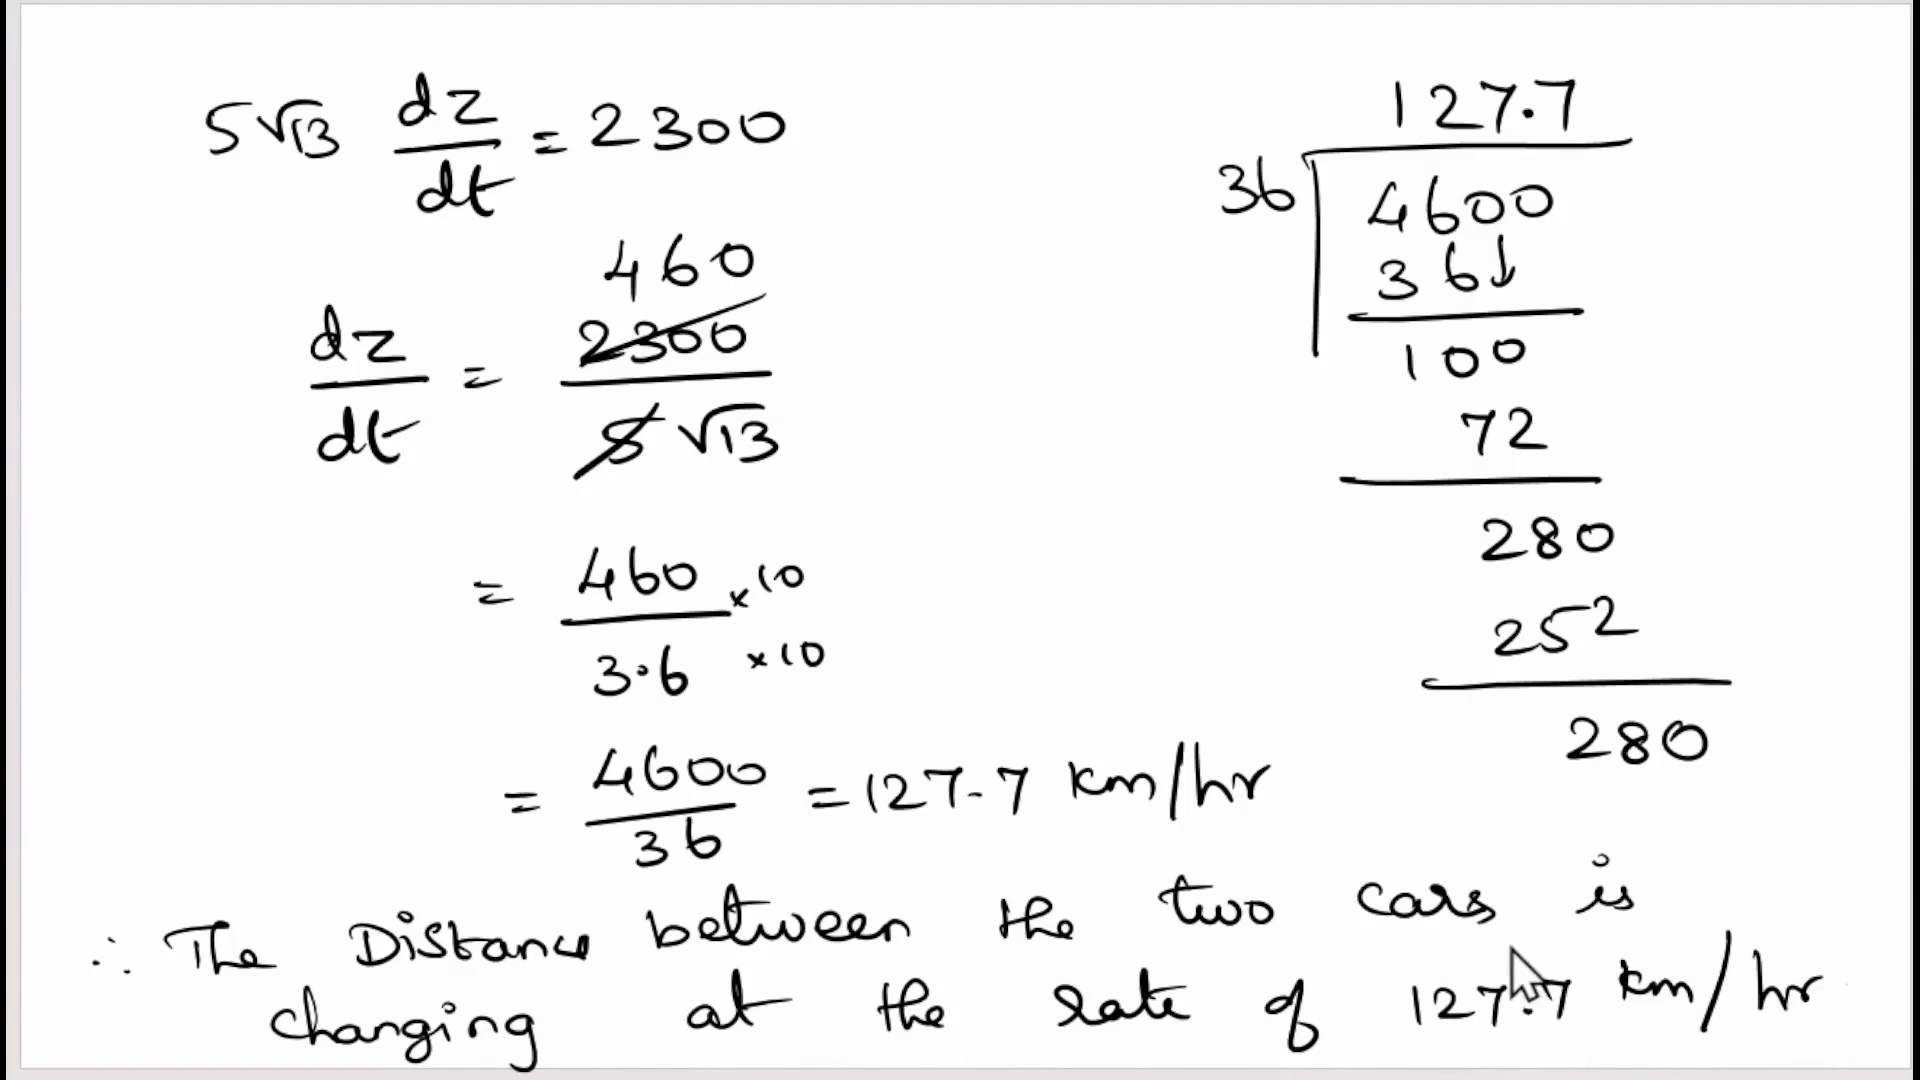 5√13 dz/dt = 2300
460
dz/dt = 2300/5√13
= 460/3.6 ×10 ×10
= 4600/36 = 127.7 km/hr
∴ The Distance between the two cars is
changing at the rate of 127.7 km/hr
127.7
36 4600
36↓
100
72
280
252
280